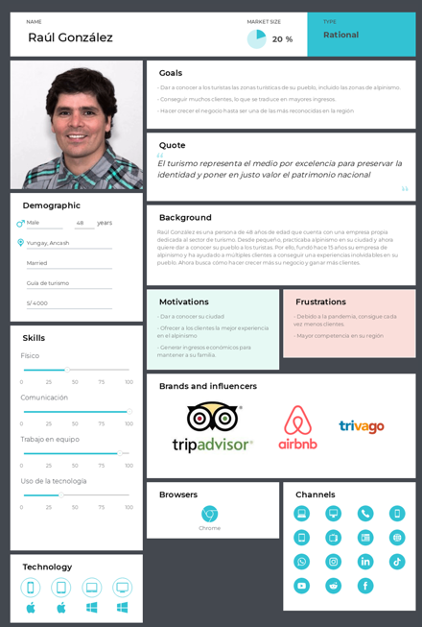 NAME
Raúl González
MARKET SIZE
20 %
TYPE
Rational
Goals
- Dar a conocer a los turistas las zonas turísticas de su pueblo, incluido las zonas de alpinismo.
- Conseguir muchos clientes, lo que se traduce en mayores ingresos.
- Hacer crecer el negocio hasta ser una de las más reconocidas en la región
Quote
“
El turismo representa el medio por excelencia para preservar la
identidad y poner en justo valor el patrimonio nacional
”
Demographic
Male
48 years
Yungay, Ancash
Married
Guía de turismo
S/ 4000
Background
Raúl González es una persona de 48 años de edad que cuenta con una empresa propia
dedicada al sector de turismo. Desde pequeño, practicaba alpinismo en su ciudad y ahora
quiere dar a conocer su pueblo a los turistas. Por ello, fundó hace 15 años su empresa de
alpinismo y ha ayudado a múltiples clientes a conseguir una experiencias inolvidables en su
pueblo. Ahora busca cómo hacer crecer más su negocio y ganar más clientes.
Motivations
- Dar a conocer su ciudad
- Ofrecer a los clientes la mejor experiencia
en el alpinismo
- Generar ingresos económicos para
mantener a su familia
Frustrations
- Debido a la pandemia, consigue cada
vez menos clientes
- Mayor competencia en su región
Skills
Físico
0 25 50 75 100
Comunicación
0 25 50 75 100
Trabajo en equipo
0 25 50 75 100
Uso de la tecnología
0 25 50 75 100
Brands and influencers
tripadvisor®
airbnb
trivago
Browsers
Chrome
Channels
Technology